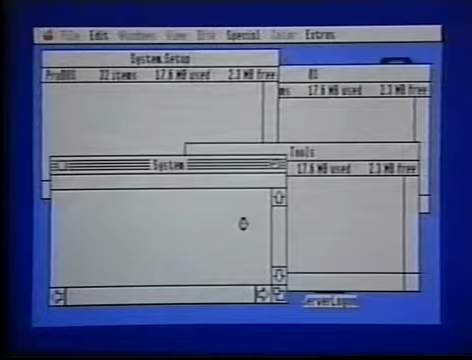 File Edit Windows View Disk Special Color Extras
System.Setup
ProDOS 32 items 17.6 MB used 2.3 MB free
01
ms 17.6 MB used 2.3 MB free
Tools
17.6 MB used 2.3 MB free
System